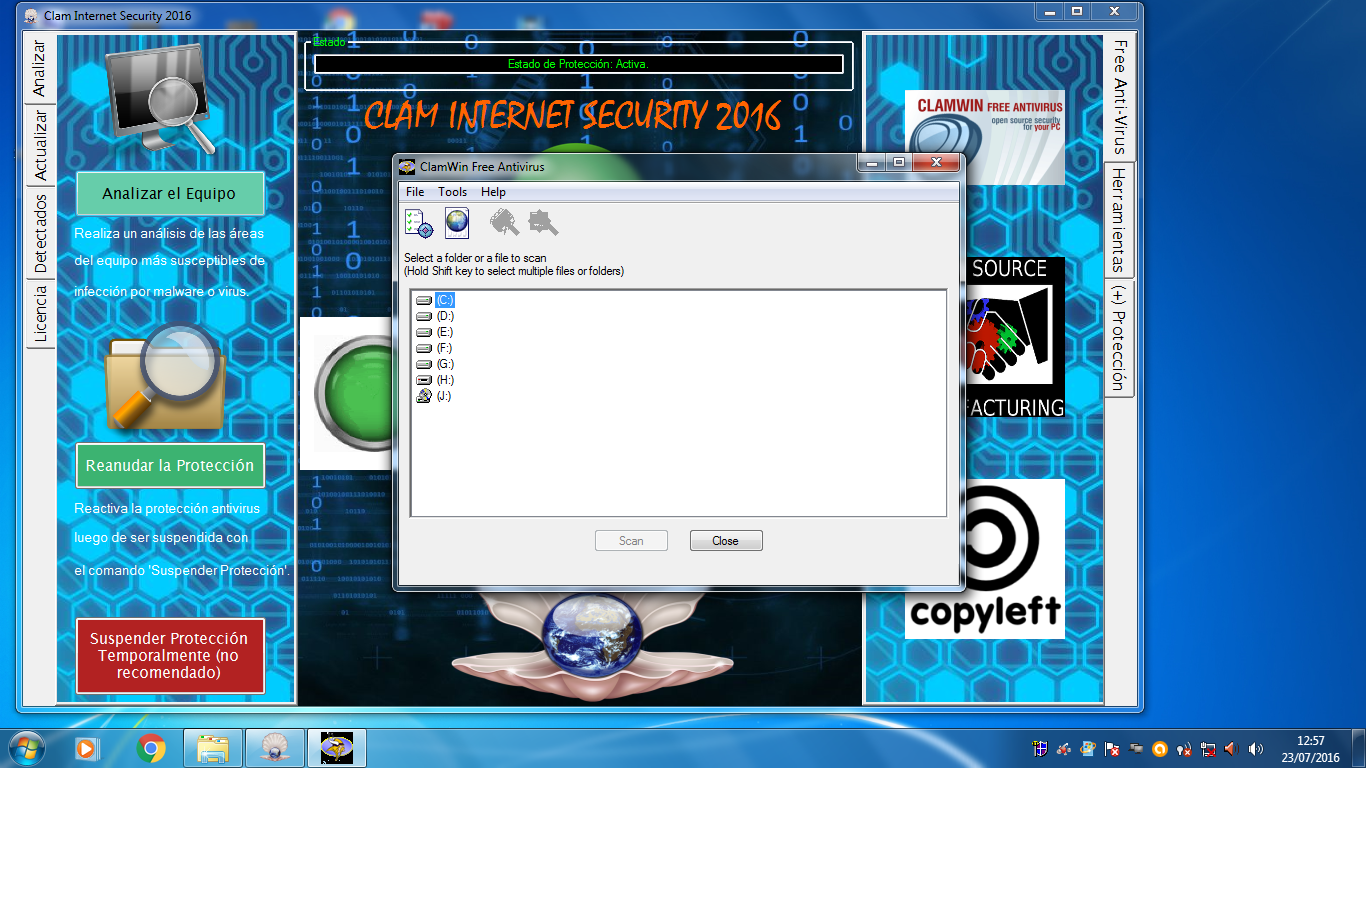 Clam Internet Security 2016
Analizar
Actualizar
Detectados
Licencia
Analizar el Equipo
Realiza un análisis de las áreas
del equipo más susceptibles de
infección por malware o virus.
Reanudar la Protección
Reactiva la protección antivirus
luego de ser suspendida con
el comando 'Suspender Protección'.
Suspender Protección
Temporalmente (no
recomendado)
Estado
Estado de Protección: Activa.
CLAM INTERNET SECURITY 2016
ClamWin Free Antivirus
File Tools Help
Select a folder or a file to scan
(Hold Shift key to select multiple files or folders)
(C:)
(D:)
(E:)
(F:)
(G:)
(H:)
(J:)
Scan Close
CLAMWIN FREE ANTIVIRUS
open source security
for your PC
SOURCE
FACTURING
copyleft
Free Anti-Virus
Herramientas
(+) Protección
12:57
23/07/2016